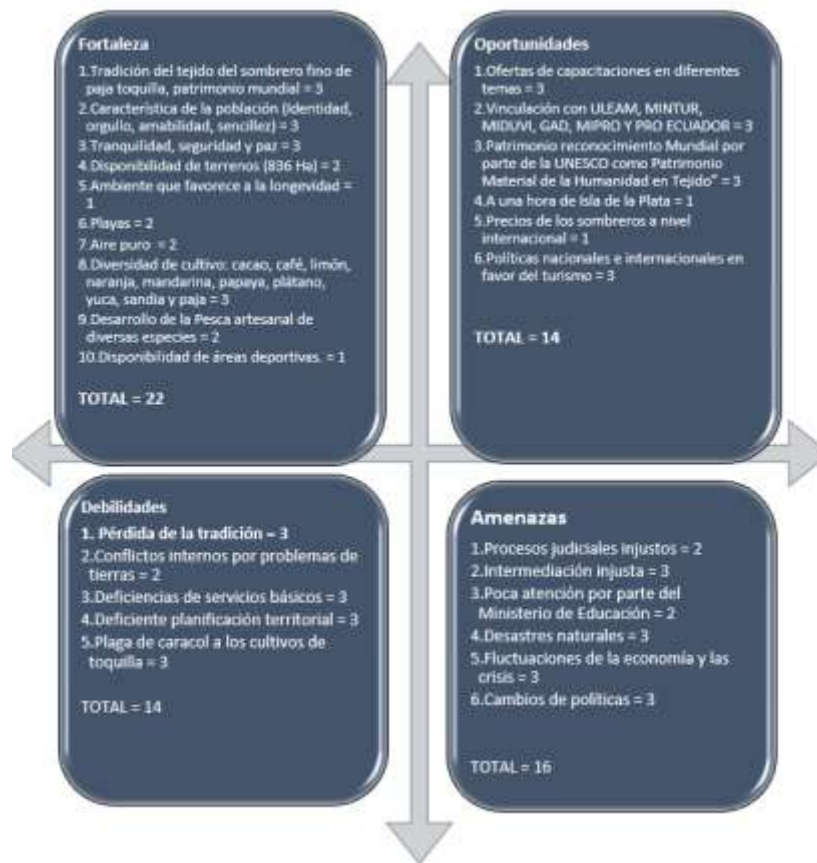 Fortaleza
1.Tradición del tejido del sombrero fino de
paja toquilla, patrimonio mundial = 3
2.Característica de la población (identidad,
orgullo, amabilidad, sencillez) = 3
3.Tranquilidad, seguridad y paz = 3
4.Disponibilidad de terrenos (836 Ha) = 2
5.Ambiente que favorece a la longevidad =
1
6.Playas = 2
7.Aire puro = 2
8.Diversidad de cultivo: cacao, café, limón,
naranja, mandarina, papaya, plátano,
yuca, sandia y paja = 3
9.Desarrollo de la Pesca artesanal de
diversas especies = 2
10.Disponibilidad de áreas deportivas. = 1
TOTAL = 22
Oportunidades
1.Ofertas de capacitaciones en diferentes
temas = 3
2.Vinculación con ULEAM, MINTUR,
MIDUVI, GAD, MIPRO Y PRO ECUADOR = 3
3.Patrimonio reconocimiento Mundial por
parte de la UNESCO como Patrimonio
Material de la Humanidad en Tejido” = 3
4.A una hora de Isla de la Plata = 1
5.Precios de los sombreros a nivel
internacional = 1
6.Políticas nacionales e internacionales en
favor del turismo = 3
TOTAL = 14
Debilidades
1. Pérdida de la tradición = 3
2.Conflictos internos por problemas de
tierras = 2
3.Deficiencias de servicios básicos = 3
4.Deficiente planificación territorial = 3
5.Plaga de caracol a los cultivos de
toquilla = 3
TOTAL = 14
Amenazas
1.Procesos judiciales injustos = 2
2.Intermediación injusta = 3
3.Poca atención por parte del
Ministerio de Educación = 2
4.Desastres naturales = 3
5.Fluctuaciones de la economía y las
crisis = 3
6.Cambios de políticas = 3
TOTAL = 16